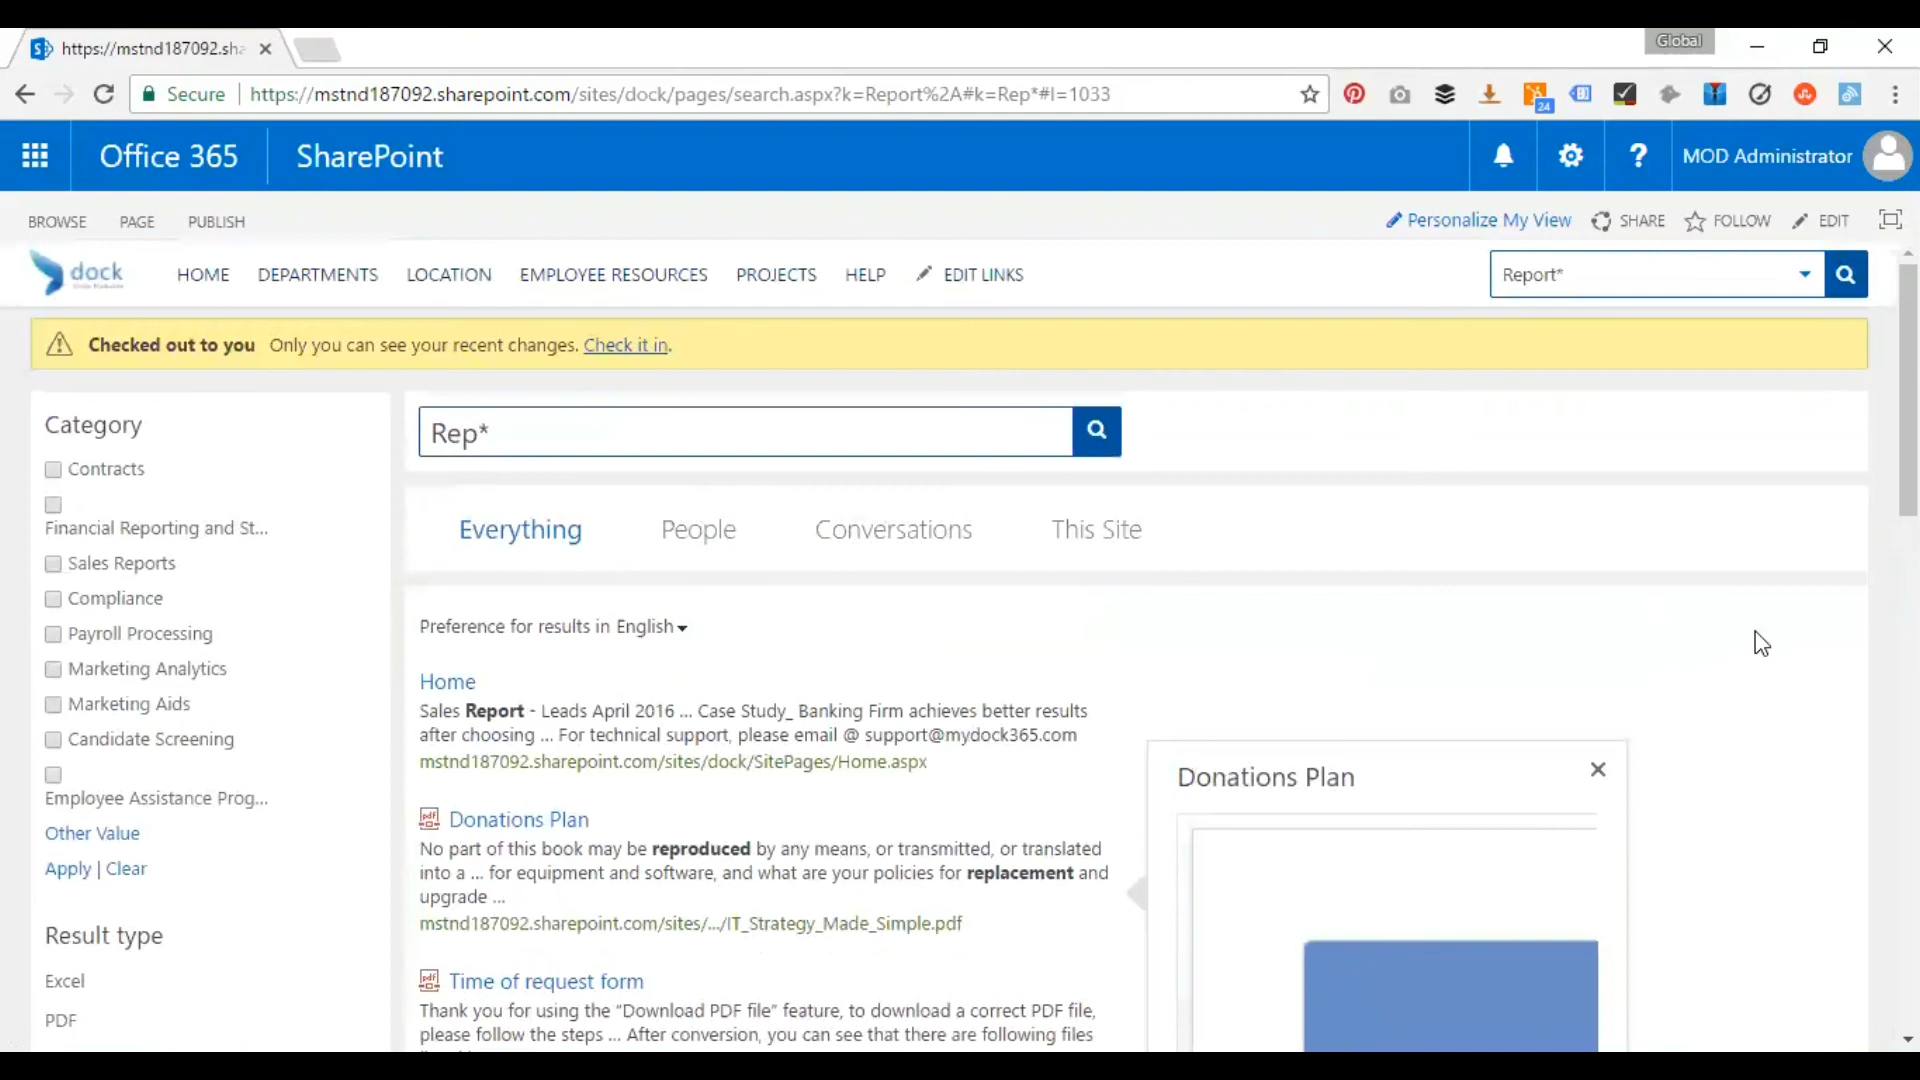 https://mstnd187092.sha
Global
Secure
https://mstnd187092.sharepoint.com/sites/dock/pages/search.aspx?k=Report%2A#k=Rep*#l=1033
24
Office 365
SharePoint
?
MOD Administrator
BROWSE
PAGE
PUBLISH
Personalize My View
SHARE
FOLLOW
EDIT
dock
HOME
DEPARTMENTS
LOCATION
EMPLOYEE RESOURCES
PROJECTS
HELP
EDIT LINKS
Report*
Checked out to you Only you can see your recent changes. Check it in.
Category
Contracts
Financial Reporting and St...
Sales Reports
Compliance
Payroll Processing
Marketing Analytics
Marketing Aids
Candidate Screening
Employee Assistance Prog...
Other Value
Apply | Clear
Result type
Excel
PDF
Rep*
Everything
People
Conversations
This Site
Preference for results in English
Home
Sales Report - Leads April 2016 ... Case Study_ Banking Firm achieves better results
after choosing ... For technical support, please email @ support@mydock365.com
mstnd187092.sharepoint.com/sites/dock/SitePages/Home.aspx
Donations Plan
No part of this book may be reproduced by any means, or transmitted, or translated
into a ... for equipment and software, and what are your policies for replacement and
upgrade ...
mstnd187092.sharepoint.com/sites/.../IT_Strategy_Made_Simple.pdf
Time of request form
Thank you for using the “Download PDF file” feature, to download a correct PDF file,
please follow the steps ... After conversion, you can see that there are following files
Donations Plan